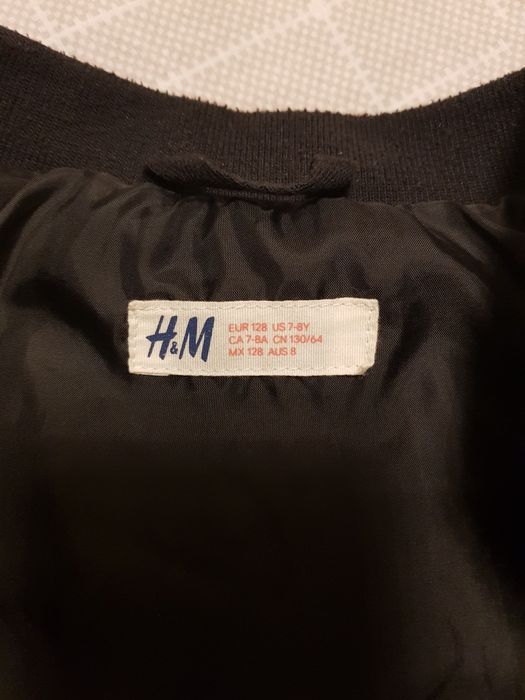 H&M
EUR 128 US 7-8Y
CA 7-8A CN 130/64
MX 128 AUS 8